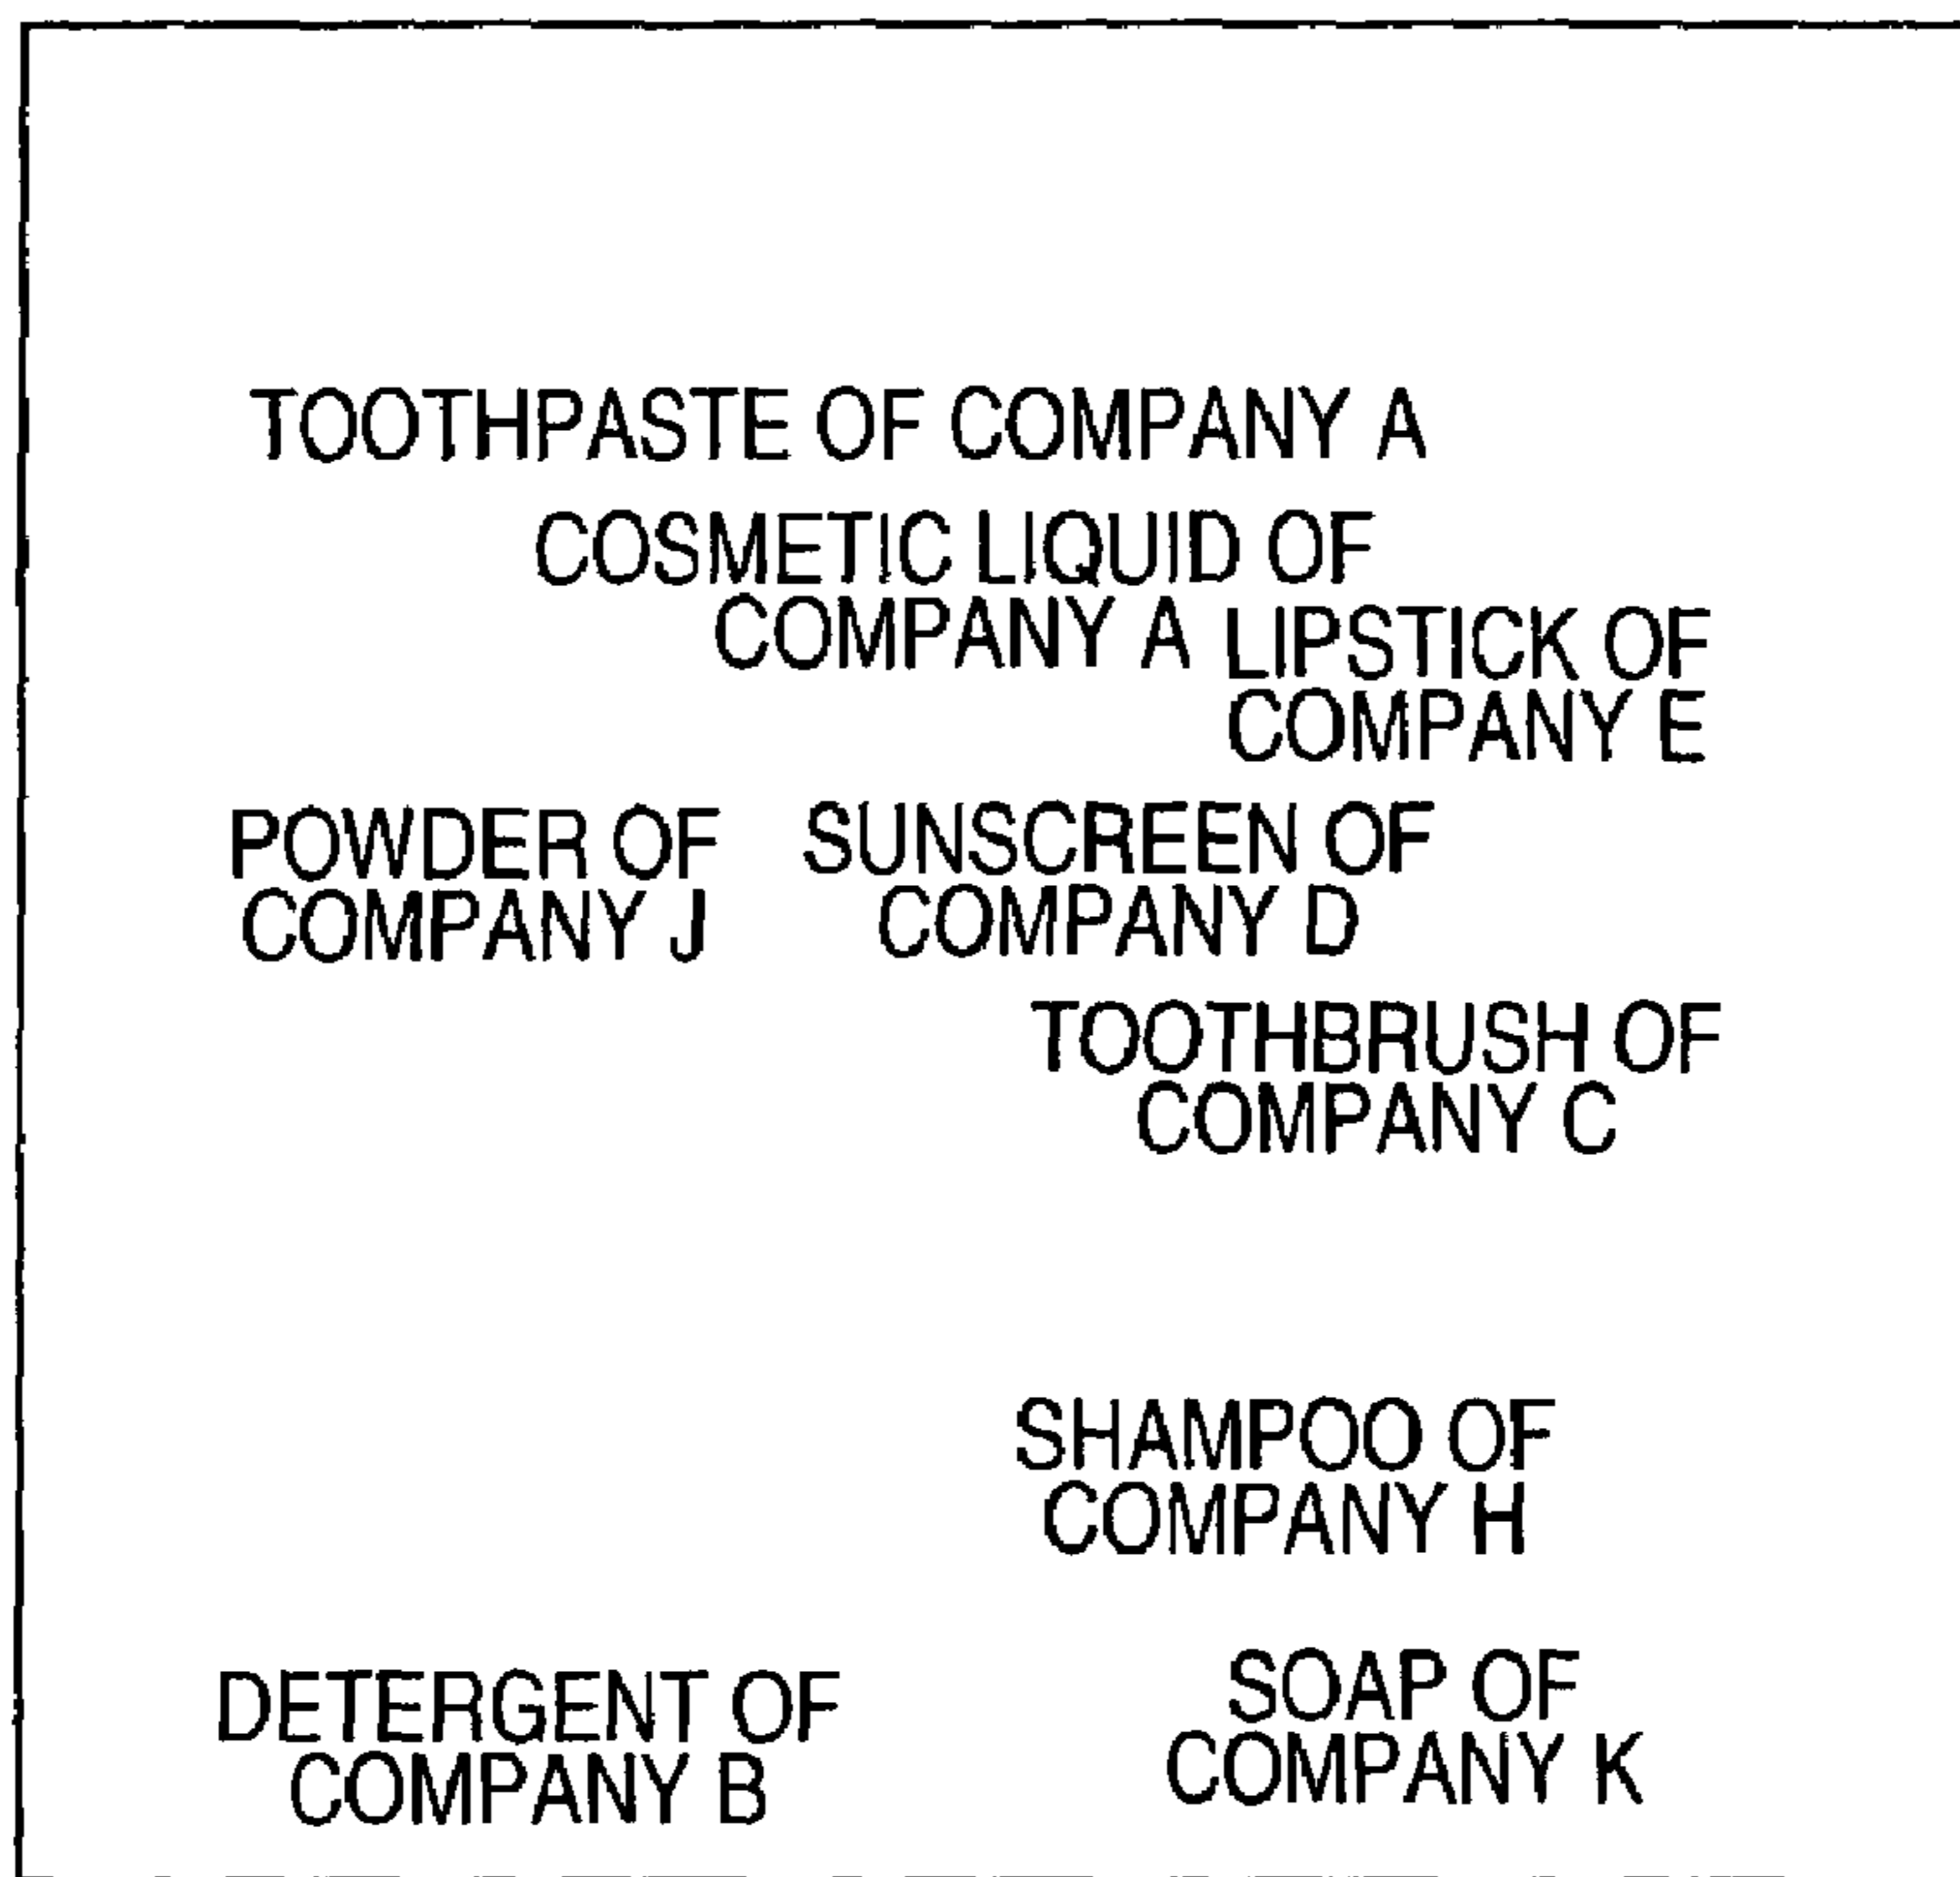 TOOTHPASTE OF COMPANY A
COSMETIC LIQUID OF
COMPANY A
LIPSTICK OF
COMPANY E
POWDER OF
COMPANY J
SUNSCREEN OF
COMPANY D
TOOTHBRUSH OF
COMPANY C
SHAMPOO OF
COMPANY H
DETERGENT OF
COMPANY B
SOAP OF
COMPANY K